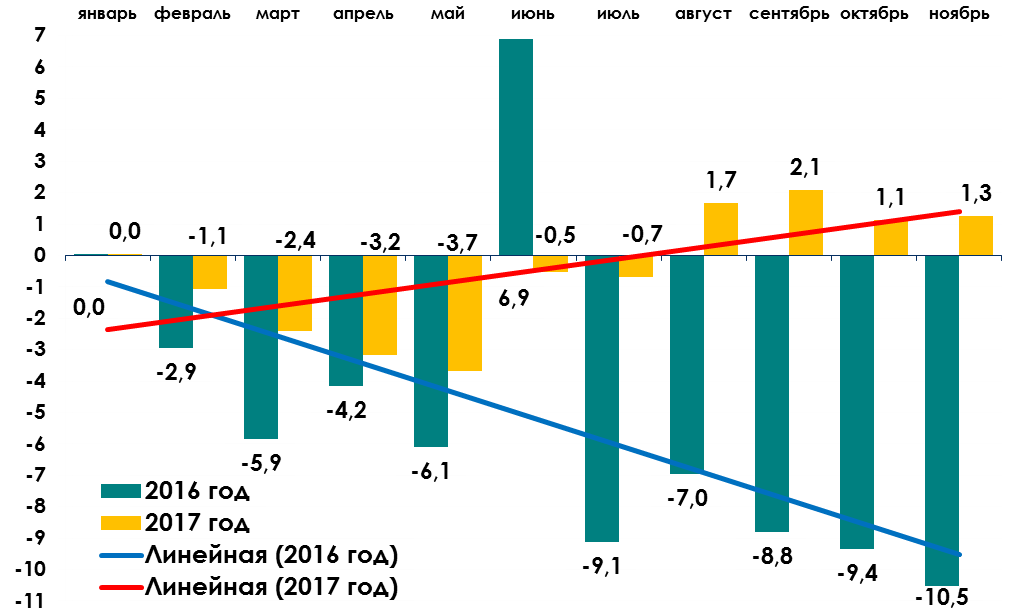 январь февраль март апрель май июнь июль август сентябрь октябрь ноябрь
7
6
5
4
3
2
1
0
-1
-2
-3
-4
-5
-6
-7
-8
-9
-10
-11
0,0 -1,1 -2,4 -3,2 -3,7 -0,5 -0,7 1,7 2,1 1,1 1,3
0,0 -2,9 -5,9 -4,2 -6,1 6,9 -9,1 -7,0 -8,8 -9,4 -10,5
2016 год
2017 год
Линейная (2016 год)
Линейная (2017 год)